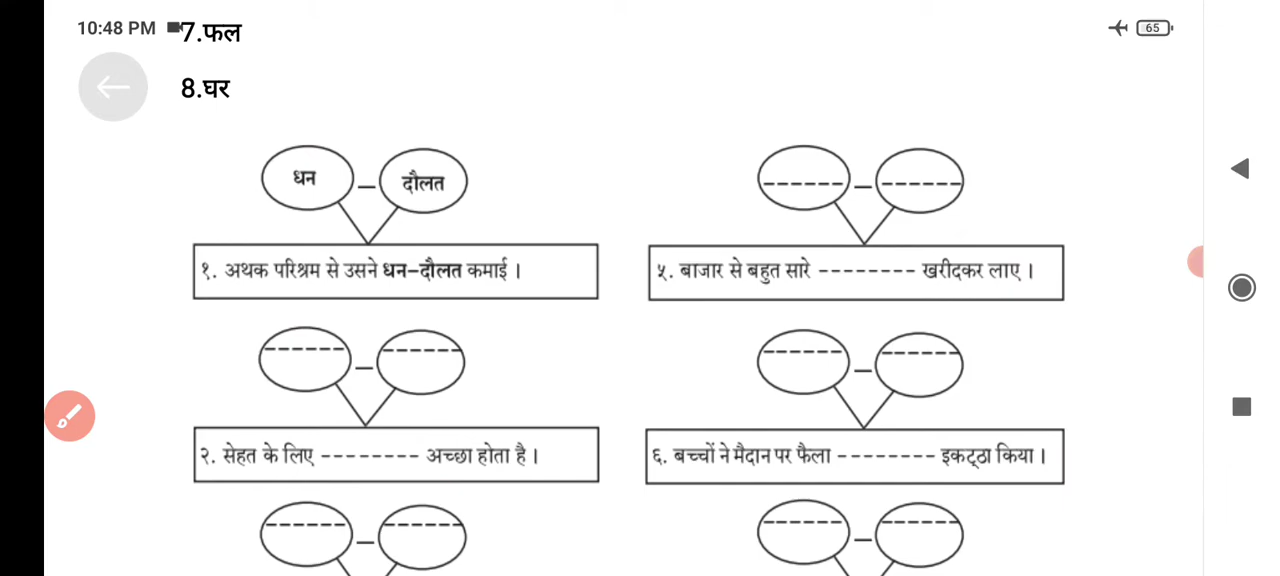 10:48 PM
65
7.फल
8.घर
धन – दौलत
१. अथक परिश्रम से उसने धन-दौलत कमाई ।
-------- – --------
५. बाजार से बहुत सारे -------- खरीदकर लाए ।
-------- – --------
२. सेहत के लिए -------- अच्छा होता है ।
-------- – --------
६. बच्चों ने मैदान पर फैला -------- इकट्ठा किया ।
-------- – --------
-------- – --------